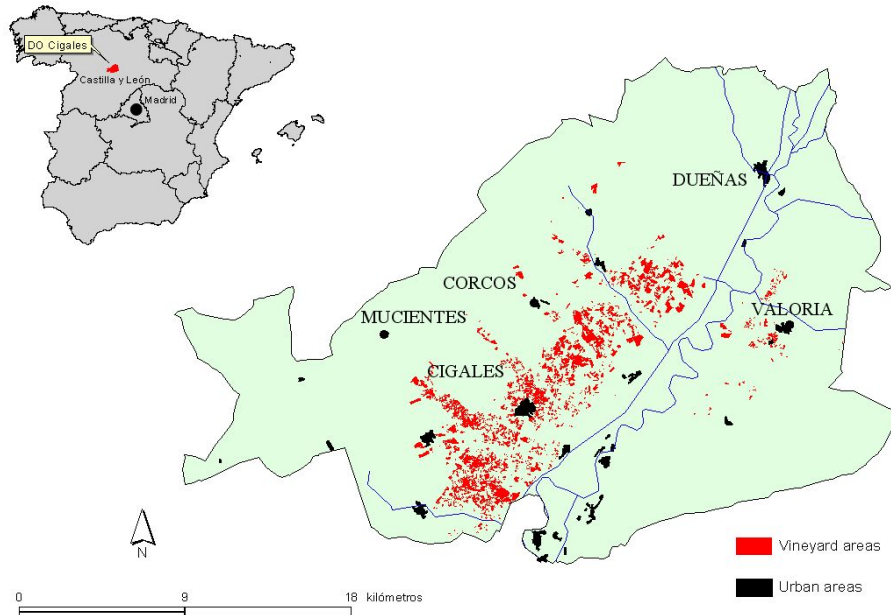 DO Cigales
Castilla y León
Madrid
DUEÑAS
CORCOS
VALORIA
MUCIENTES
CIGALES
N
Vineyard areas
Urban areas
0 9 18 kilómetros